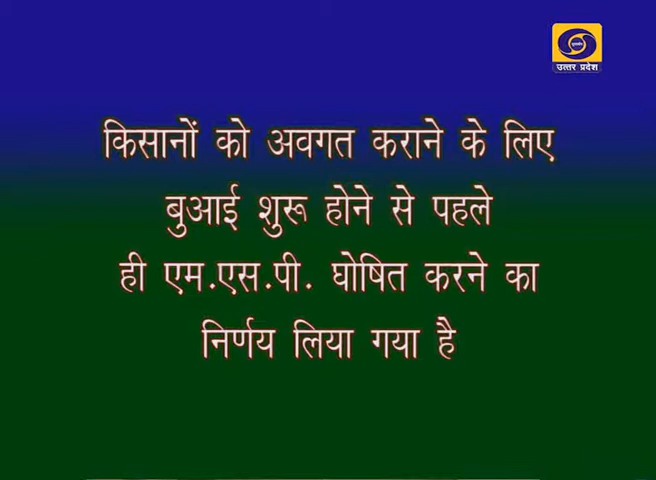 उत्तर प्रदेश
किसानों को अवगत कराने के लिए
बुआई शुरू होने से पहले
ही एम.एस.पी. घोषित करने का
निर्णय लिया गया है